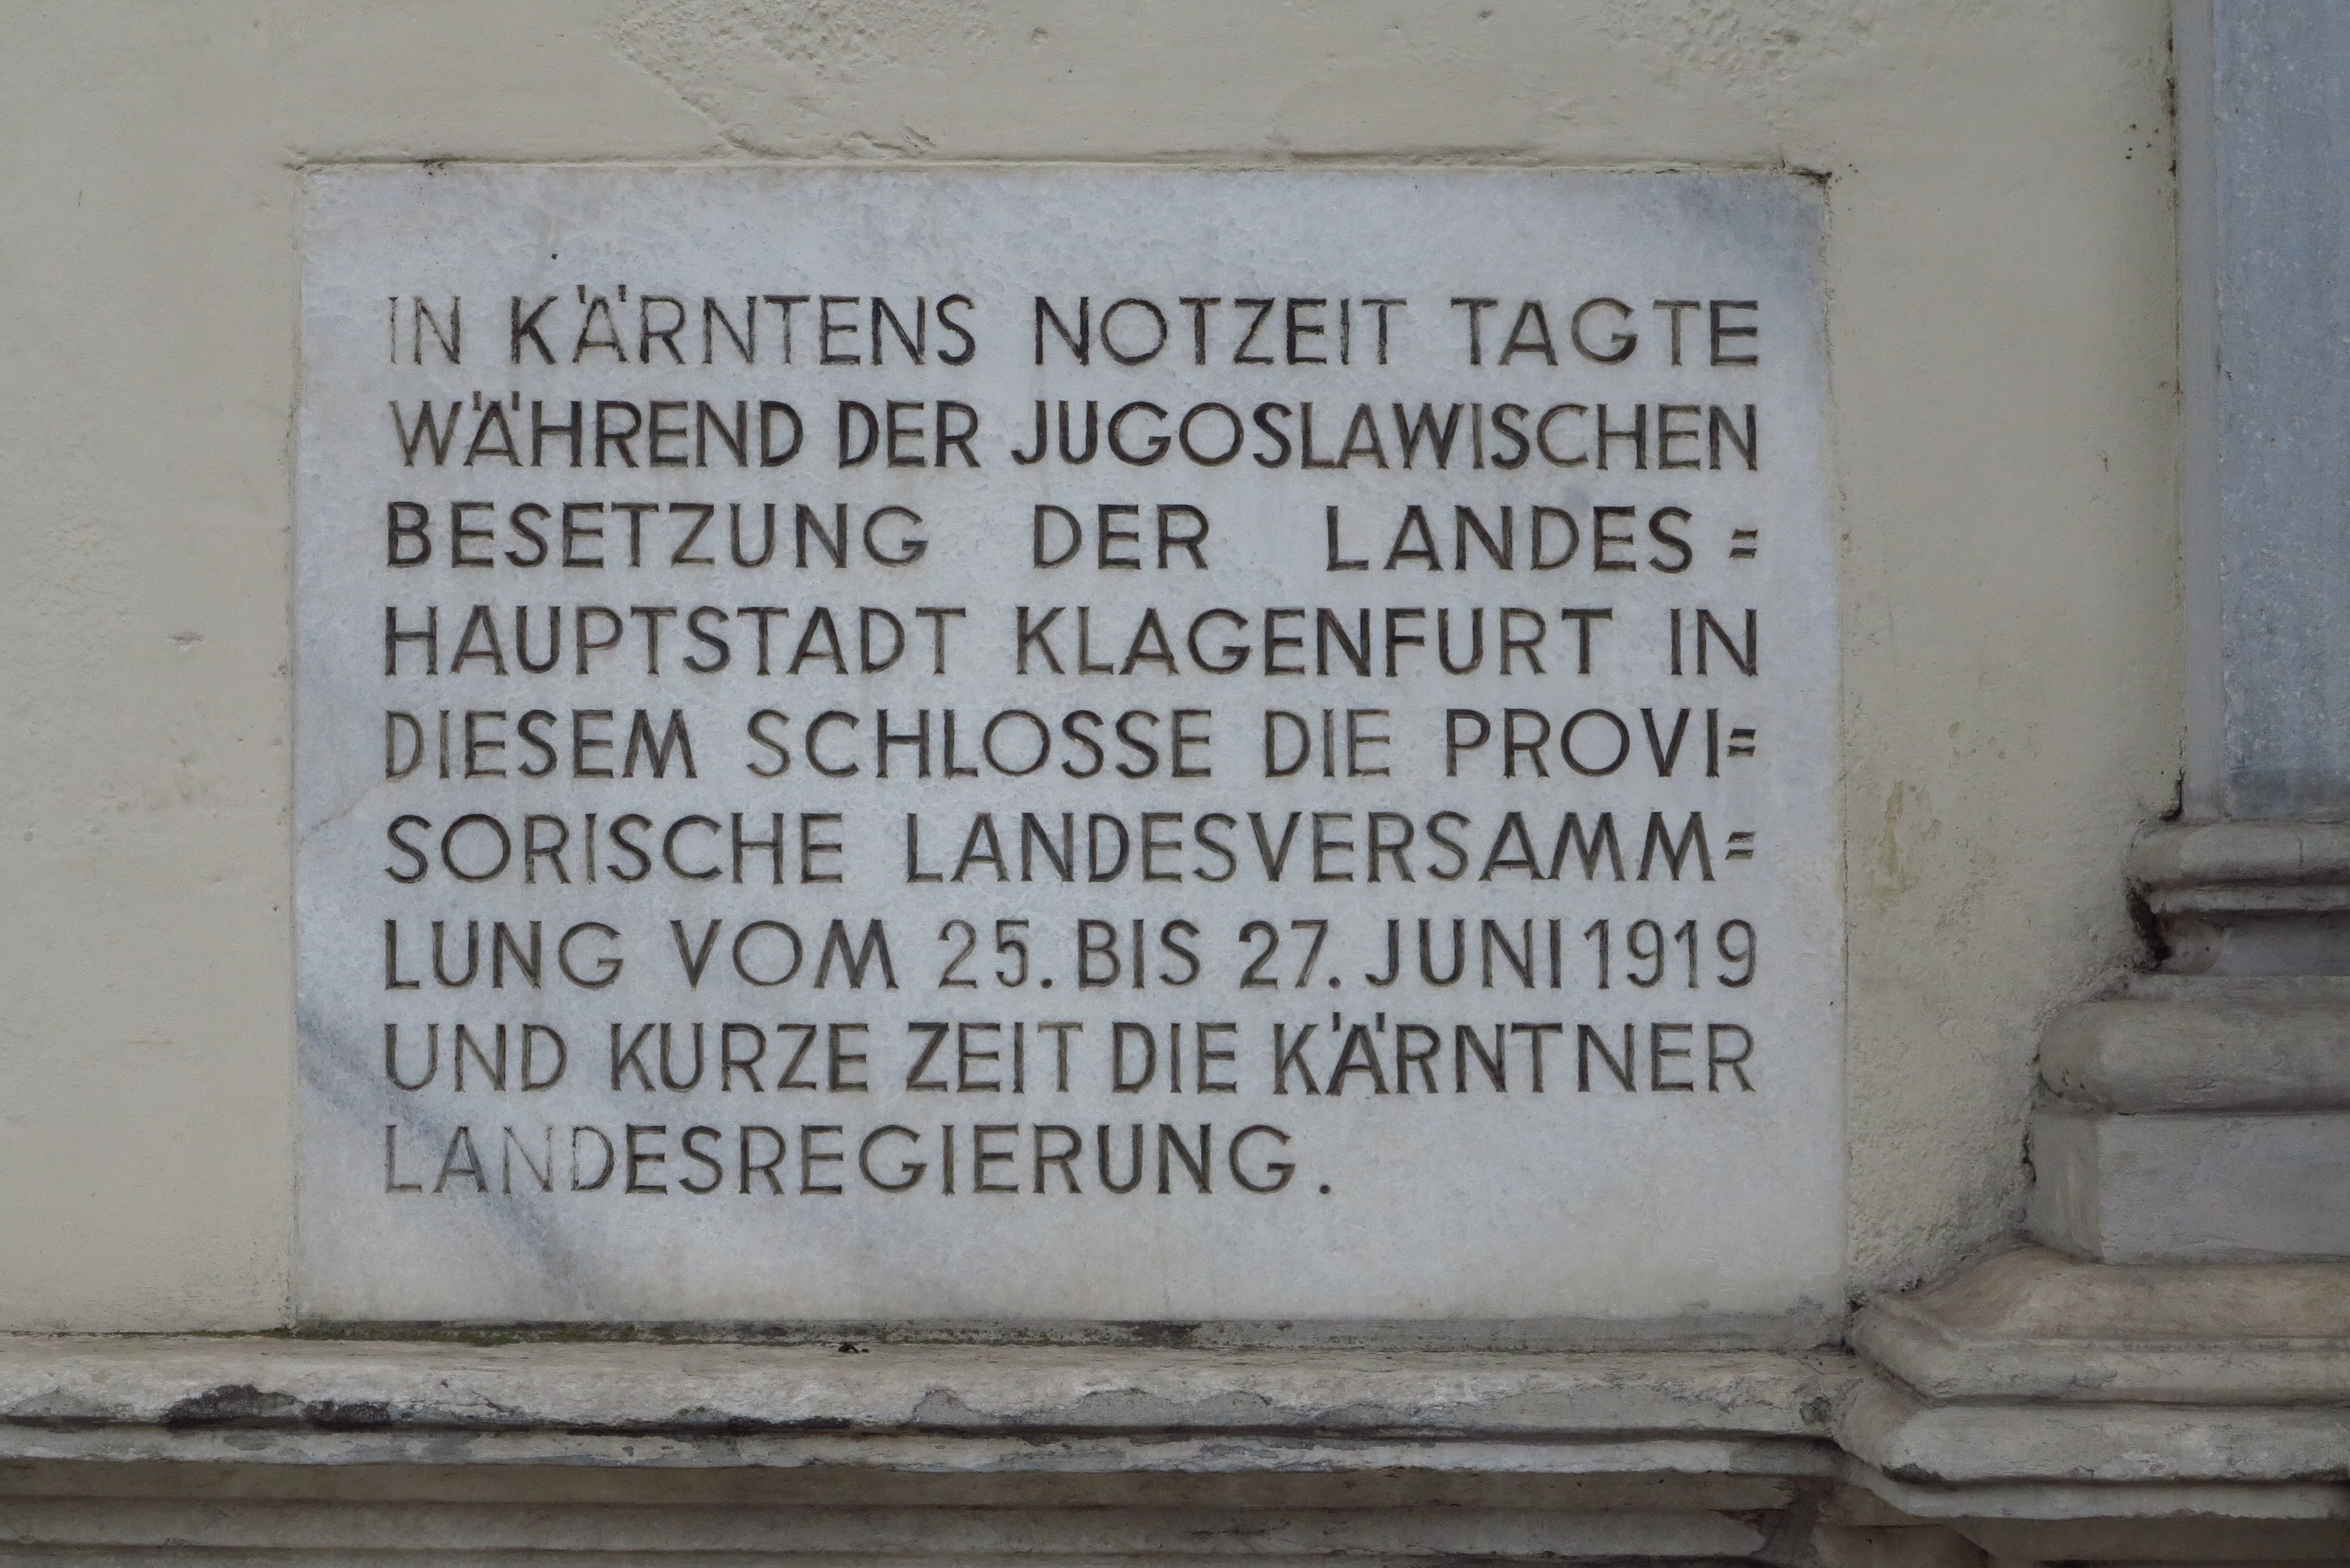 IN KÄRNTENS NOTZEIT TAGTE
WÄHREND DER JUGOSLAWISCHEN
BESETZUNG DER LANDES=
HAUPTSTADT KLAGENFURT IN
DIESEM SCHLOSSE DIE PROVI=
SORISCHE LANDESVERSAMM=
LUNG VOM 25. BIS 27. JUNI 1919
UND KURZE ZEIT DIE KÄRNTNER
LANDESREGIERUNG.